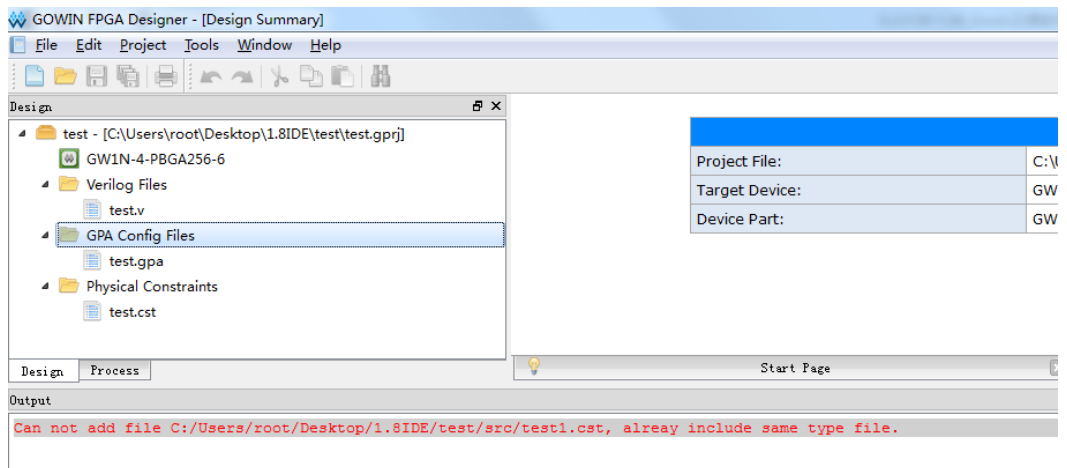 GOWIN FPGA Designer - [Design Summary]
File Edit Project Tools Window Help
Design
test - [C:\Users\root\Desktop\1.8IDE\test\test.gprj]
GW1N-4-PBGA256-6
Verilog Files
test.v
GPA Config Files
test.gpa
Physical Constraints
test.cst
Design Process
Project File: C:\
Target Device: GW
Device Part: GW
Start Page
Output
Can not add file C:/Users/root/Desktop/1.8IDE/test/src/test1.cst, alreay include same type file.